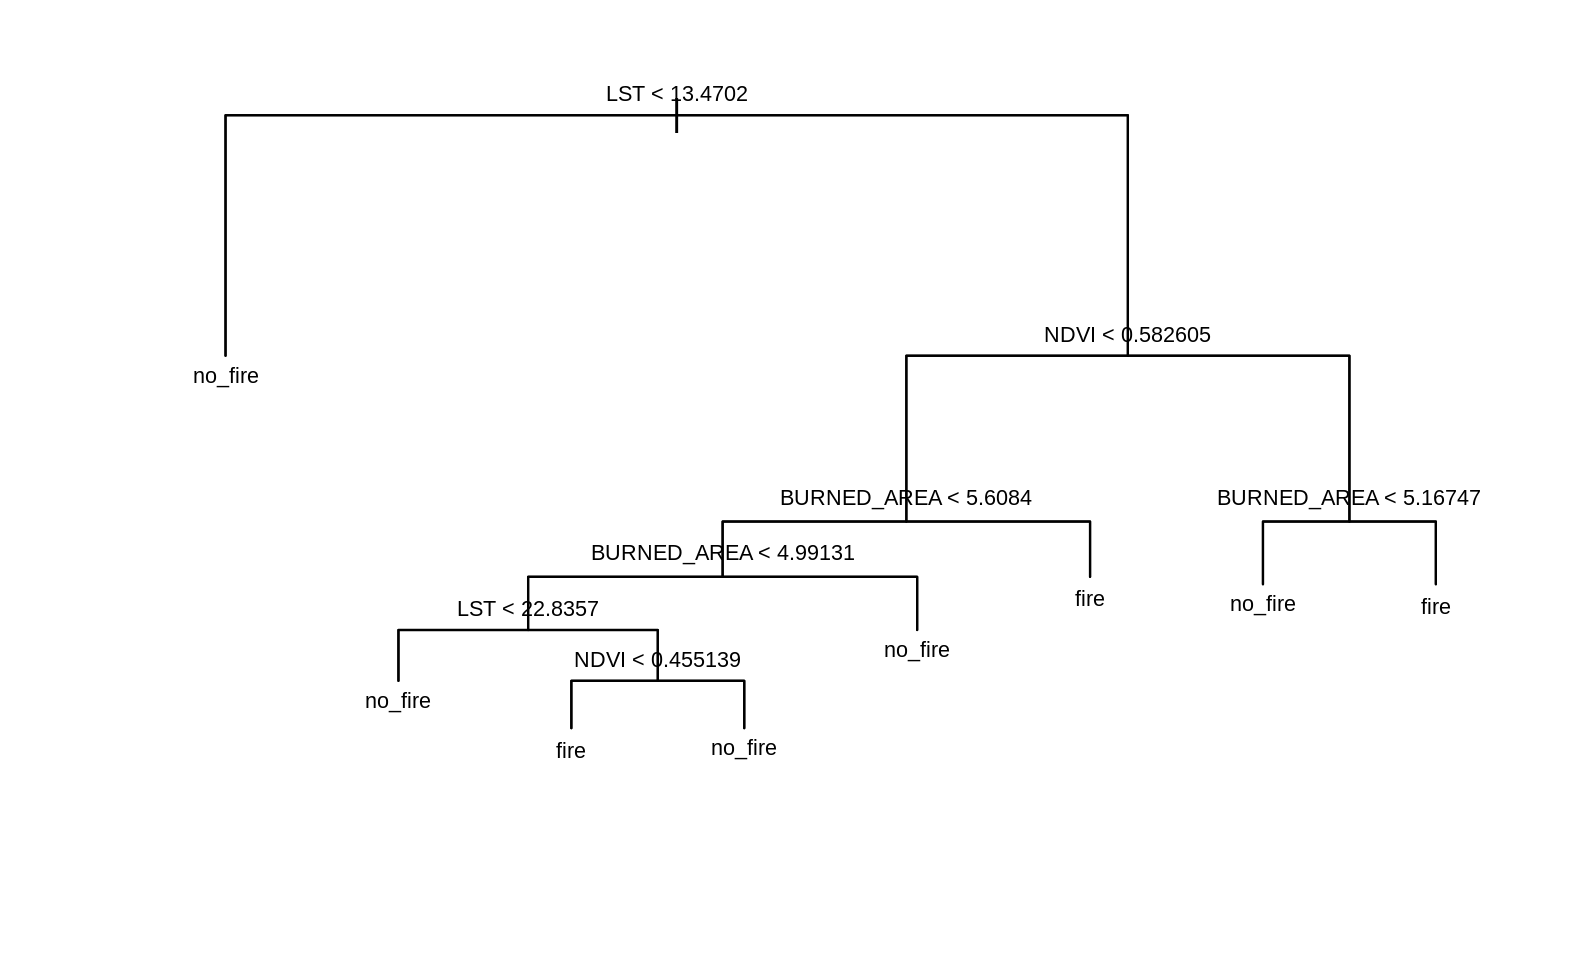 LST < 13.4702
NDVI < 0.582605
no_fire
BURNED_AREA < 5.6084
BURNED_AREA < 5.16747
BURNED_AREA < 4.99131
fire
no_fire
fire
LST < 22.8357
no_fire
NDVI < 0.455139
no_fire
fire
no_fire